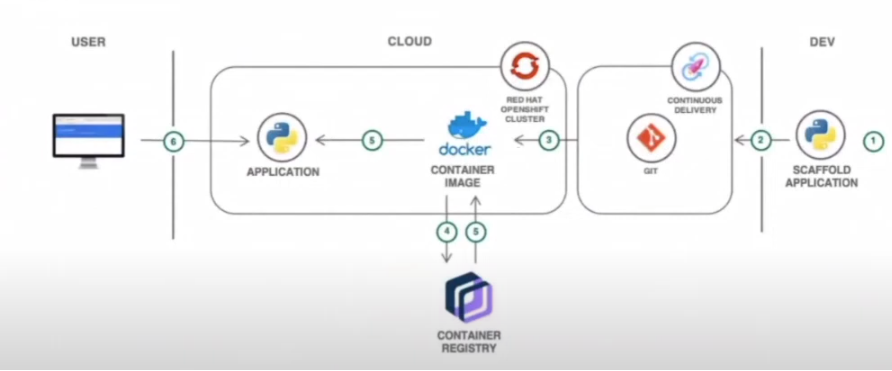 USER
CLOUD
DEV
RED HAT
OPENSHIFT
CLUSTER
CONTINUOUS
DELIVERY
6
5
docker
3
2
1
APPLICATION
CONTAINER
IMAGE
GIT
SCAFFOLD
APPLICATION
4
5
CONTAINER
REGISTRY